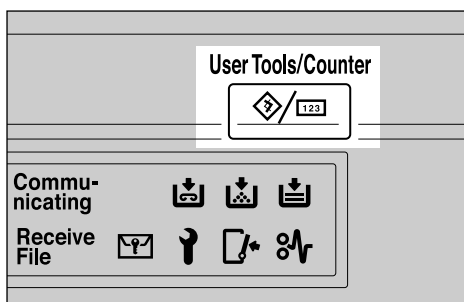 User Tools/Counter
123
Commu-
nicating
Receive
File